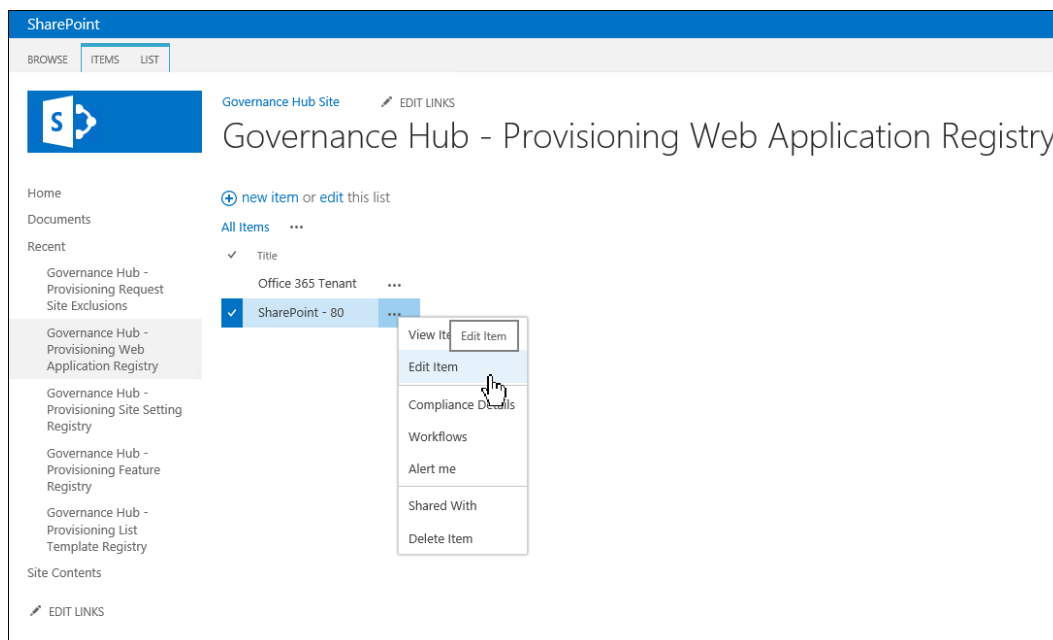 SharePoint
BROWSE ITEMS LIST
S
Governance Hub Site EDIT LINKS
Governance Hub - Provisioning Web Application Registry
Home
Documents
Recent
Governance Hub -
Provisioning Request
Site Exclusions
Governance Hub -
Provisioning Web
Application Registry
Governance Hub -
Provisioning Site Setting
Registry
Governance Hub -
Provisioning Feature
Registry
Governance Hub -
Provisioning List
Template Registry
Site Contents
EDIT LINKS
new item or edit this list
All Items ...
Title
Office 365 Tenant ...
SharePoint - 80 ...
View Ite
Edit Item
Edit Item
Compliance Details
Workflows
Alert me
Shared With
Delete Item